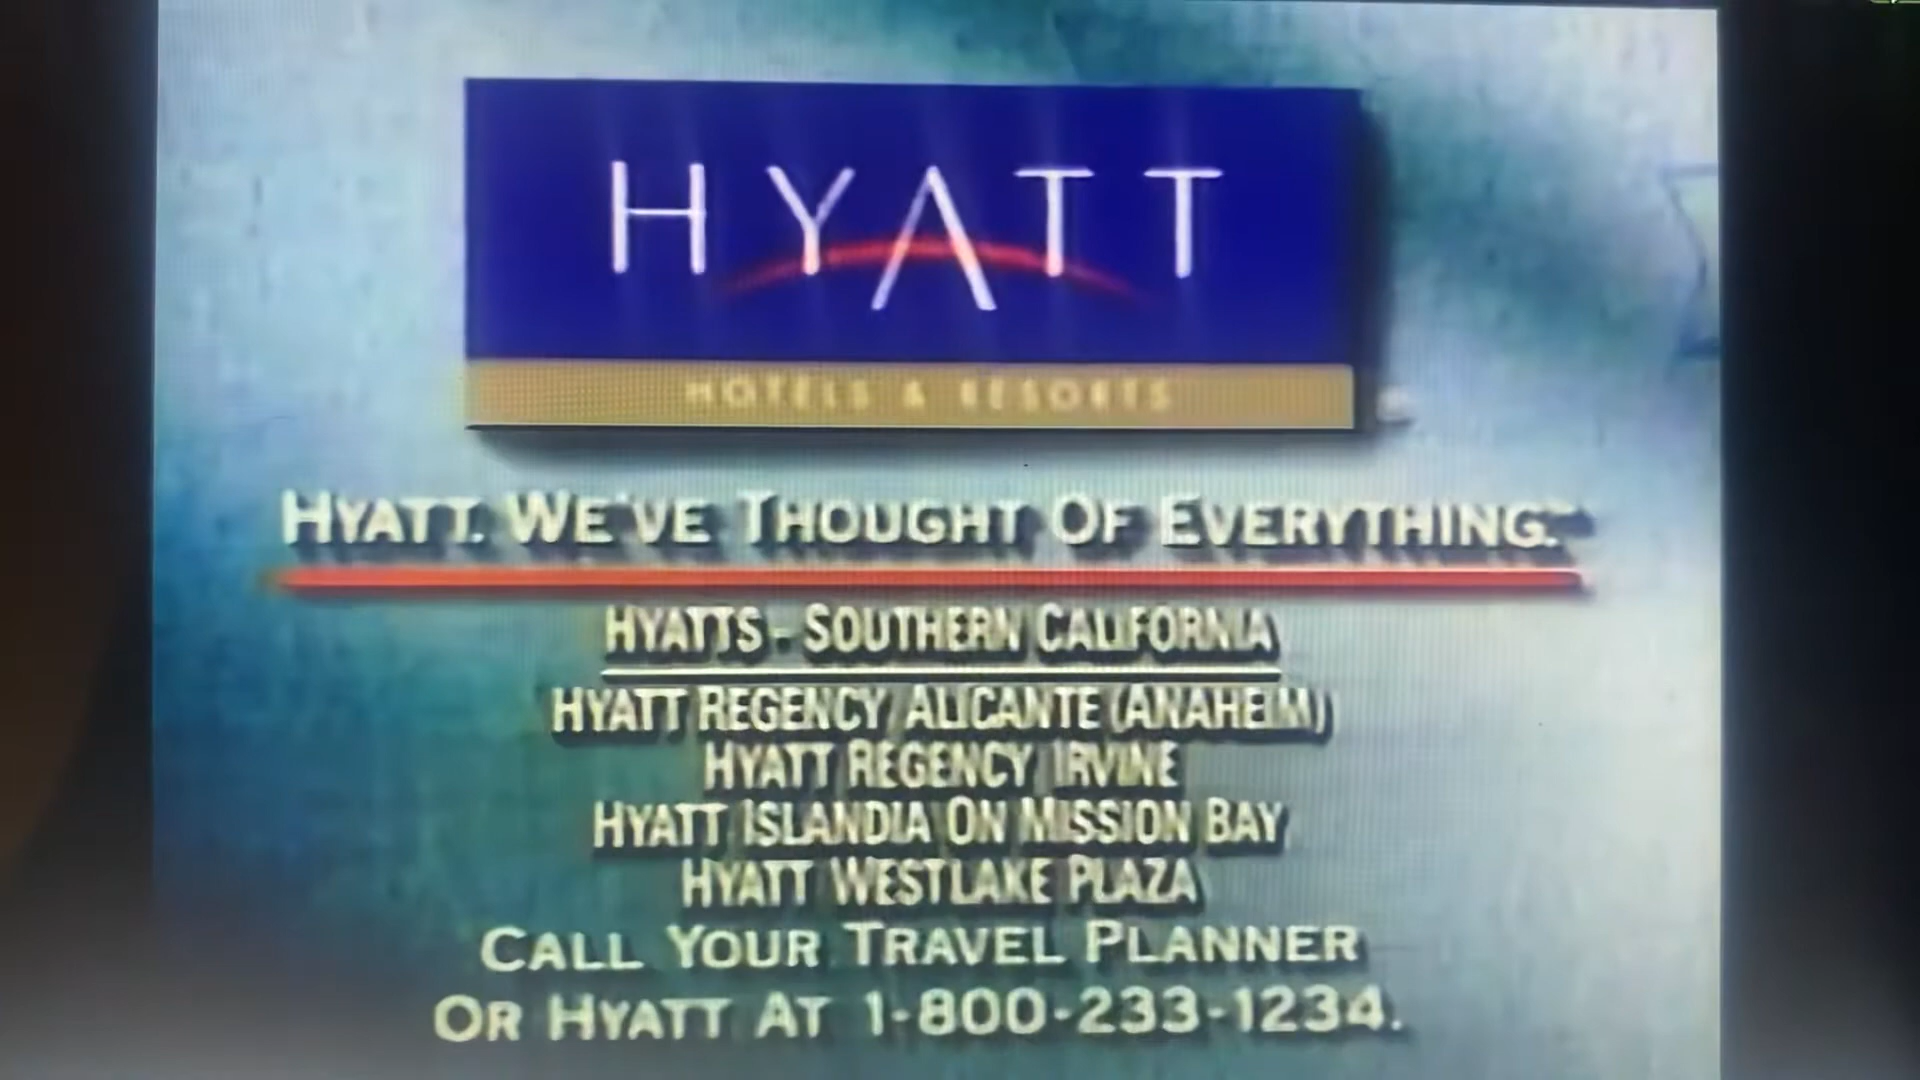 HYATT
HOTELS & RESORTS
HYATT. WE'VE THOUGHT OF EVERYTHING.™
HYATTS - SOUTHERN CALIFORNIA
HYATT REGENCY ALICANTE (ANAHEIM)
HYATT REGENCY IRVINE
HYATT ISLANDIA ON MISSION BAY
HYATT WESTLAKE PLAZA
CALL YOUR TRAVEL PLANNER
OR HYATT AT 1-800-233-1234.